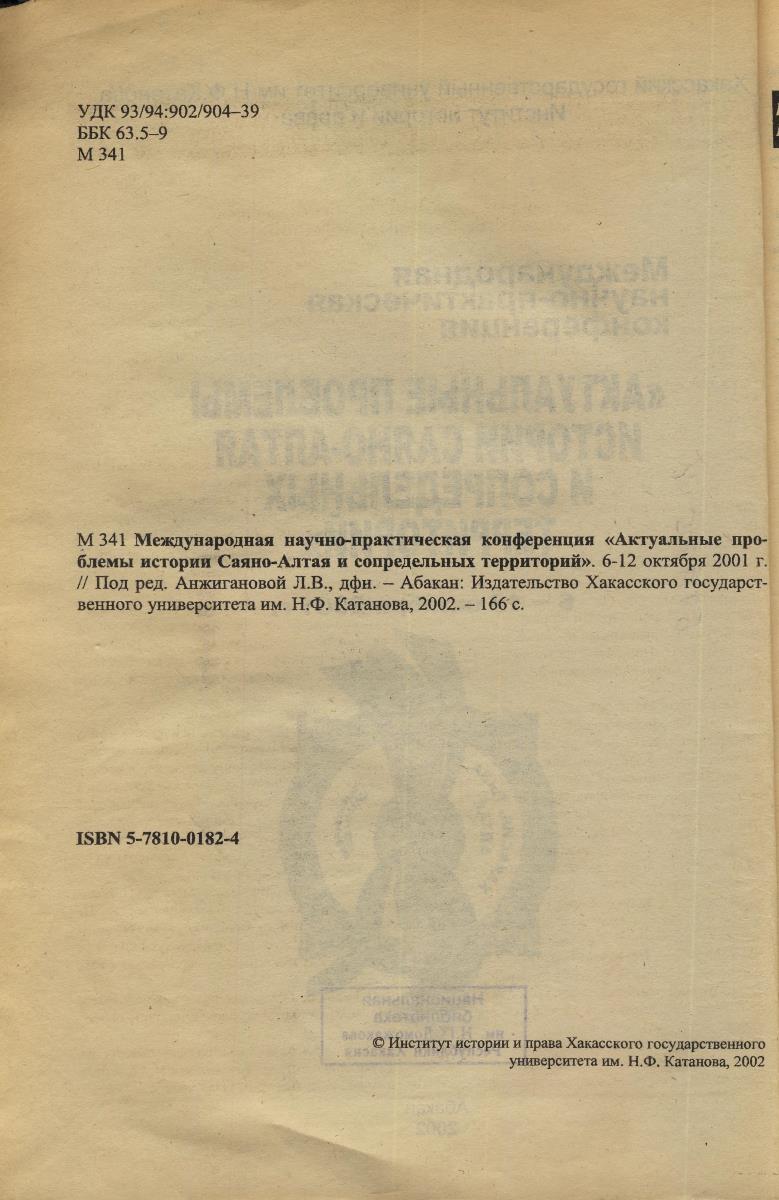 УДК 93/94:902/904–39
ББК 63.5–9
М 341
М 341 Международная научно-практическая конференция «Актуальные про-
блемы истории Саяно-Алтая и сопредельных территорий». 6-12 октября 2001 г.
// Под ред. Анжигановой Л.В., дфн. – Абакан: Издательство Хакасского государст-
венного университета им. Н.Ф. Катанова, 2002. – 166 с.
ISBN 5-7810-0182-4
© Институт истории и права Хакасского государственного
университета им. Н.Ф. Катанова, 2002